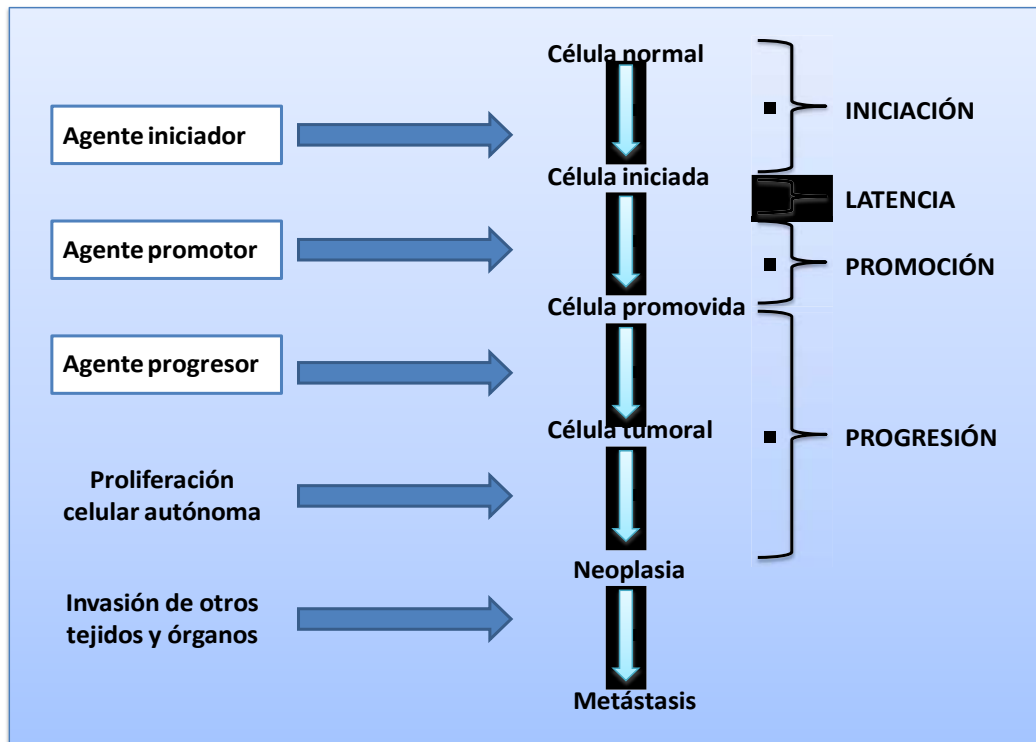 Célula normal
INICIACIÓN
Agente iniciador
Célula iniciada
LATENCIA
Agente promotor
PROMOCIÓN
Célula promovida
Agente progresor
Célula tumoral
PROGRESIÓN
Proliferación
celular autónoma
Neoplasia
Invasión de otros
tejidos y órganos
Metástasis